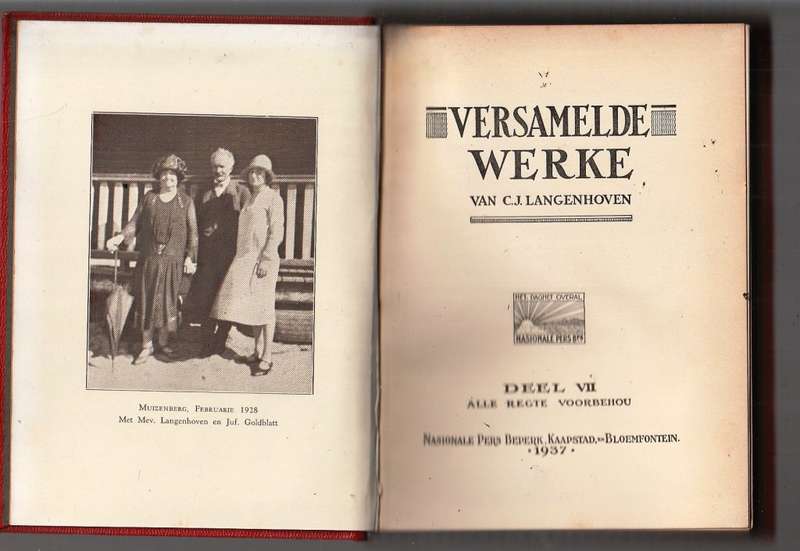 Muizenberg, Februarie 1928
Met Mev. Langenhoven en Juf. Goldblatt
VERSAMELDE
WERKE
VAN C.J. LANGENHOVEN
HET DAGHET OVERAL
NASIONALE PERS BPK
DEEL VII
ALLE REGTE VOORBEHOU
NASIONALE PERS BEPERK, KAAPSTAD, EN BLOEMFONTEIN.
·1937·